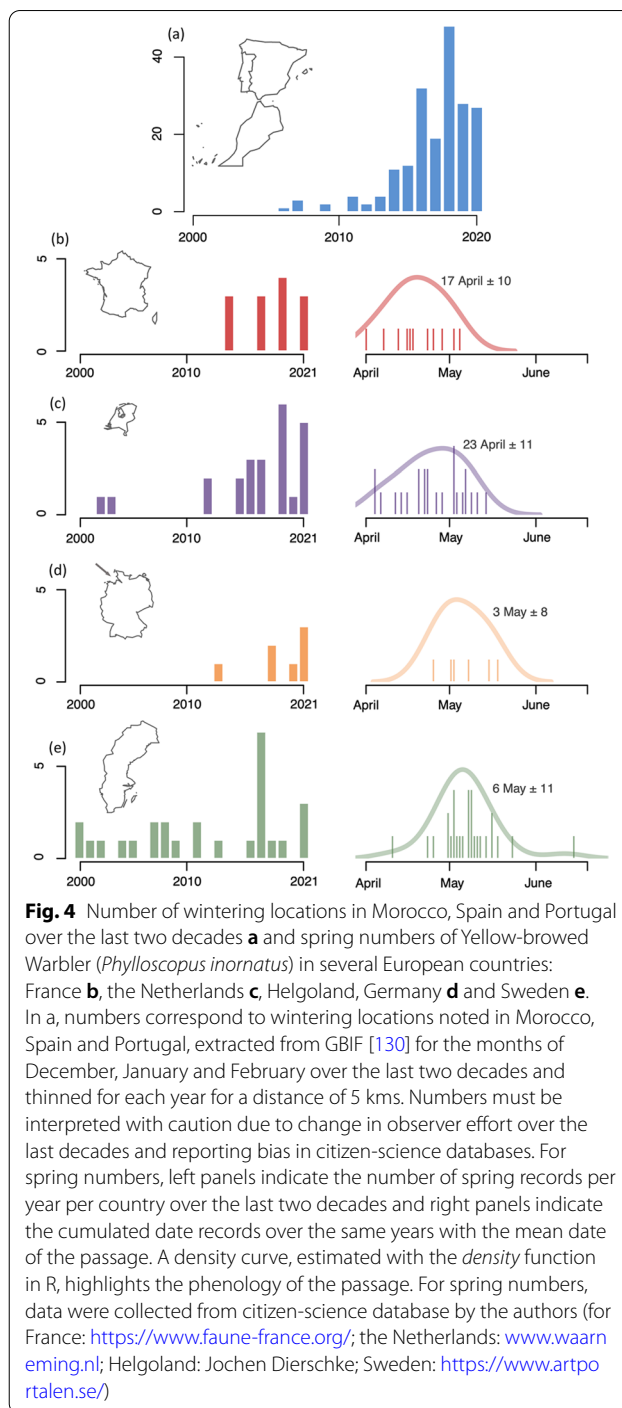 (a)
40
20
0
2000
2010
2020
(b)
5
0
2000
2010
2021
17 April ± 10
April
May
June
(c)
5
0
2000
2010
2021
23 April ± 11
April
May
June
(d)
5
0
2000
2010
2021
3 May ± 8
April
May
June
(e)
5
0
2000
2010
2021
6 May ± 11
April
May
June
Fig. 4 Number of wintering locations in Morocco, Spain and Portugal
over the last two decades a and spring numbers of Yellow-browed
Warbler (Phylloscopus inornatus) in several European countries:
France b, the Netherlands c, Helgoland, Germany d and Sweden e.
In a, numbers correspond to wintering locations noted in Morocco,
Spain and Portugal, extracted from GBIF [130] for the months of
December, January and February over the last two decades and
thinned for each year for a distance of 5 kms. Numbers must be
interpreted with caution due to change in observer effort over the
last decades and reporting bias in citizen-science databases. For
spring numbers, left panels indicate the number of spring records per
year per country over the last two decades and right panels indicate
the cumulated date records over the same years with the mean date
of the passage. A density curve, estimated with the density function
in R, highlights the phenology of the passage. For spring numbers,
data were collected from citizen-science database by the authors (for
France: https://www.faune-france.org/; the Netherlands: www.waarn
eming.nl; Helgoland: Jochen Dierschke; Sweden: https://www.artpo
rtalen.se/)